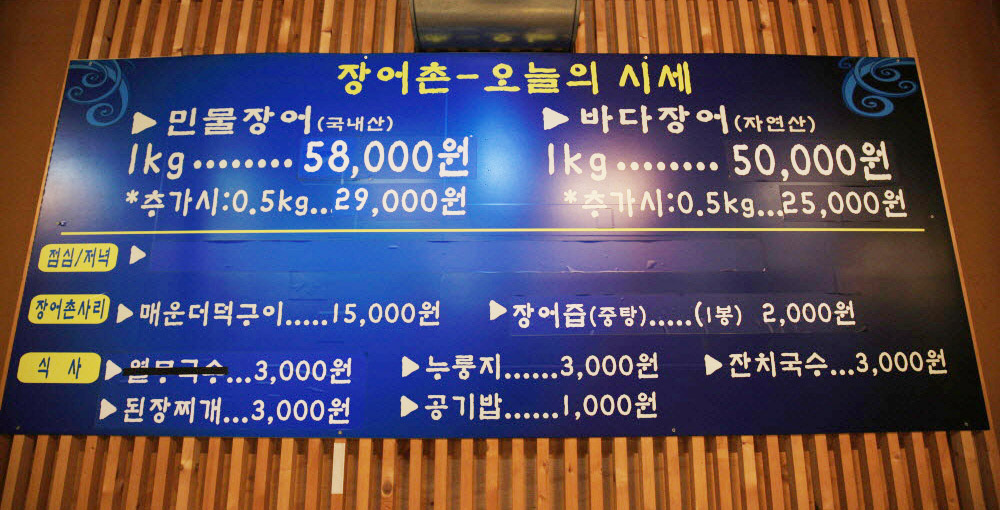 장어촌-오늘의 시세
▶민물장어(국내산) ▶바다장어(자연산)
1kg.........58,000원 1kg.........50,000원
*추가시:0.5kg...29,000원 *추가시:0.5kg...25,000원
점심/저녁 ▶
장어촌사리 ▶매운더덕구이.....15,000원 ▶장어즙(중탕).....(1봉) 2,000원
식 사 ▶열무국수...3,000원 ▶누룽지......3,000원 ▶잔치국수...3,000원
▶된장찌개...3,000원 ▶공기밥......1,000원